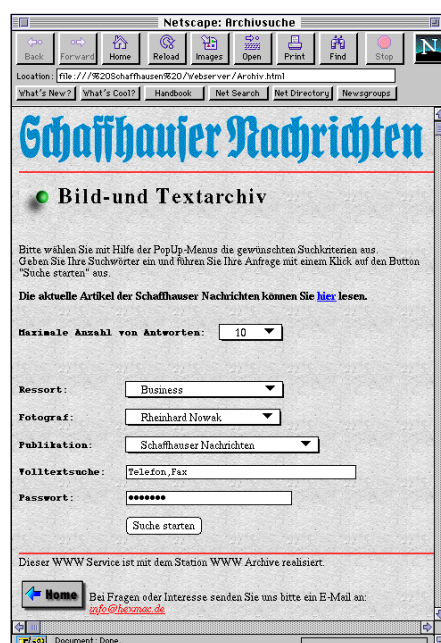 Netscape: Archivsuche
Back Forward Home Reload Images Open Print Find Stop
N
Location: file:///%20Schaffhausen%20/Webserver/Archiv.html
What's New? What's Cool? Handbook Net Search Net Directory Newsgroups
Schaffhauser Nachrichten
Bild-und Textarchiv
Bitte wählen Sie mit Hilfe der PopUp-Menus die gewünschten Suchkriterien aus.
Geben Sie Ihre Suchwörter ein und führen Sie Ihre Anfrage mit einem Klick auf den Button
"Suche starten" aus.
Die aktuelle Artikel der Schaffhauser Nachrichten können Sie hier lesen.
Maximale Anzahl von Antworten: 10
Ressort: Business
Fotograf: Rheinhard Nowak
Publikation: Schaffhauser Nachrichten
Volltextsuche: Telefon,Fax
Passwort: •••••••
Suche starten
Dieser WWW Service ist mit dem Station WWW Archive realisiert.
Home Bei Fragen oder Interesse senden Sie uns bitte ein E-Mail an:
info@hexmac.de
Document: Done.